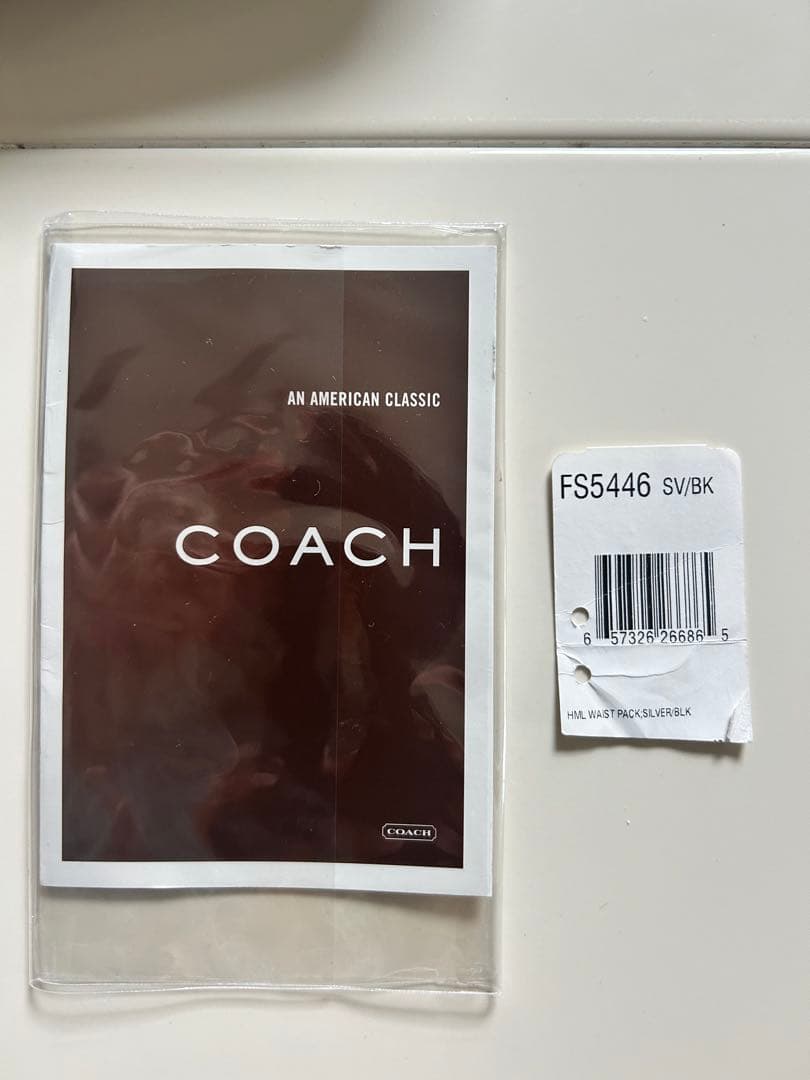 AN AMERICAN CLASSIC
COACH
COACH
FS5446 SV/BK
6 57326 26686 5
HML WAIST PACK;SILVER/BLK